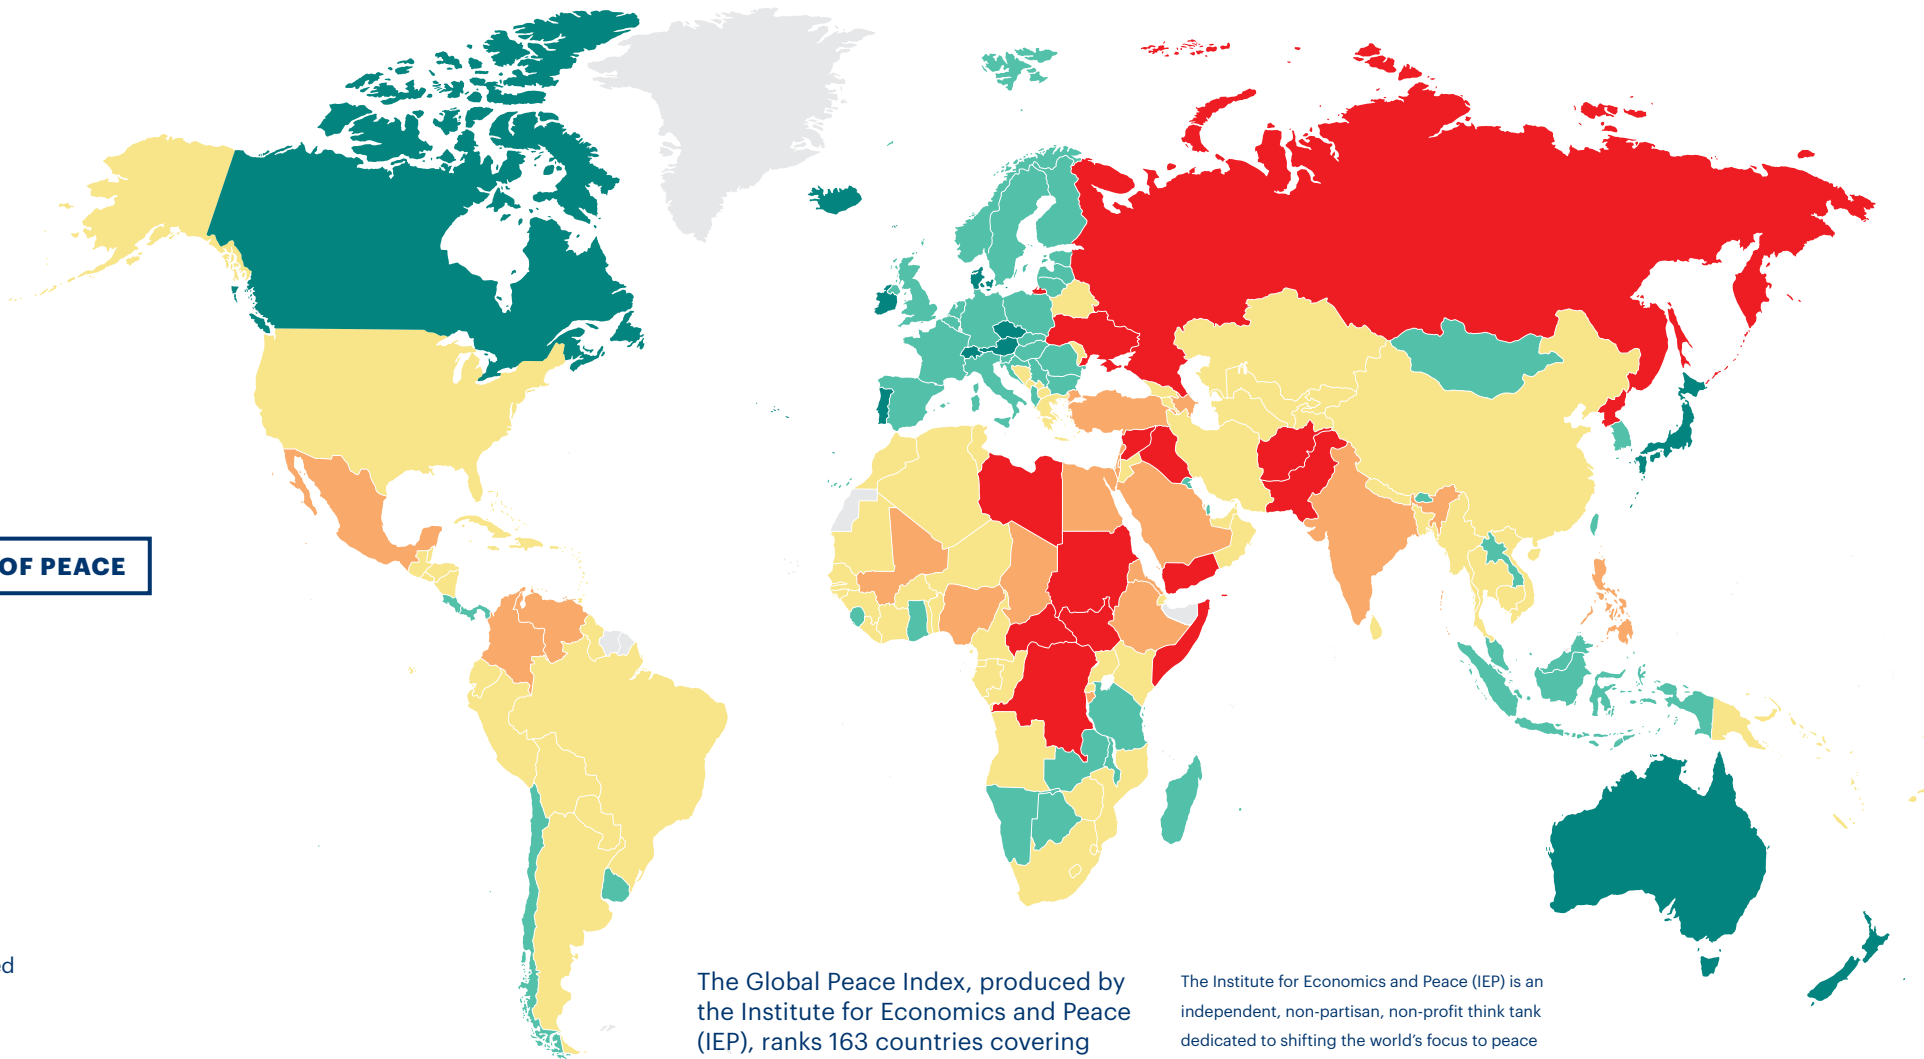 OF PEACE
ed
The Global Peace Index, produced by
the Institute for Economics and Peace
(IEP), ranks 163 countries covering
The Institute for Economics and Peace (IEP) is an
independent, non-partisan, non-profit think tank
dedicated to shifting the world’s focus to peace